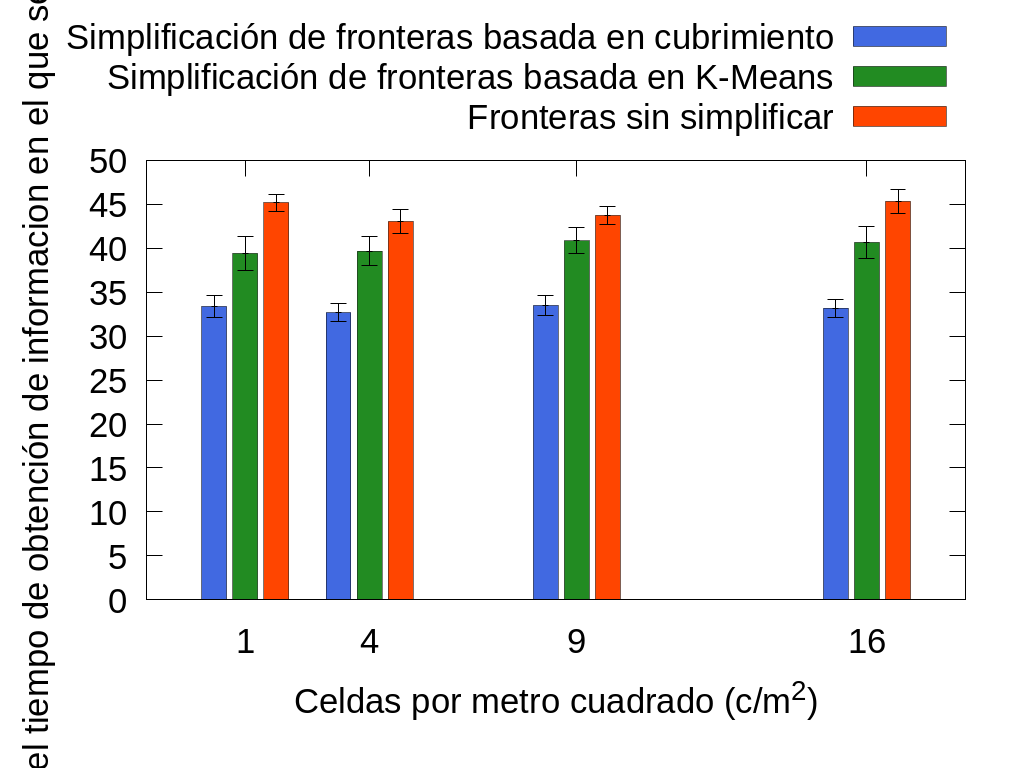 Simplificación de fronteras basada en cubrimiento
Simplificación de fronteras basada en K-Means
Fronteras sin simplificar
el tiempo de obtención de informacion en el que se
50
45
40
35
30
25
20
15
10
5
0
1 4 9 16
Celdas por metro cuadrado (c/m²)